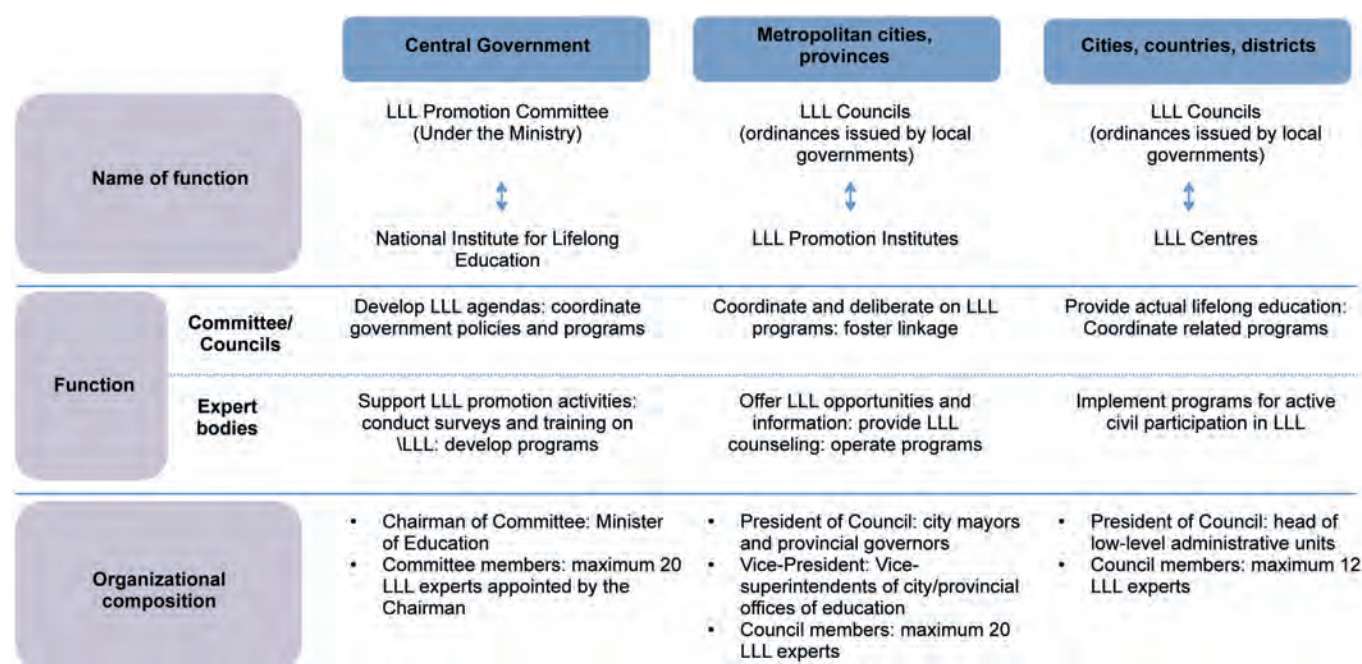 Central Government
Metropolitan cities,
provinces
Cities, countries, districts
Name of function
LLL Promotion Committee
(Under the Ministry)
National Institute for Lifelong
Education
LLL Councils
(ordinances issued by local
governments)
LLL Promotion Institutes
LLL Councils
(ordinances issued by local
governments)
LLL Centres
Function
Committee/
Councils
Develop LLL agendas: coordinate
government policies and programs
Coordinate and deliberate on LLL
programs: foster linkage
Provide actual lifelong education:
Coordinate related programs
Expert
bodies
Support LLL promotion activities:
conduct surveys and training on
\LLL: develop programs
Offer LLL opportunities and
information: provide LLL
counseling: operate programs
Implement programs for active
civil participation in LLL
Organizational
composition
• Chairman of Committee: Minister
of Education
• Committee members: maximum 20
LLL experts appointed by the
Chairman
• President of Council: city mayors
and provincial governors
• Vice-President: Vice-
superintendents of city/provincial
offices of education
• Council members: maximum 20
LLL experts
• President of Council: head of
low-level administrative units
• Council members: maximum 12
LLL experts